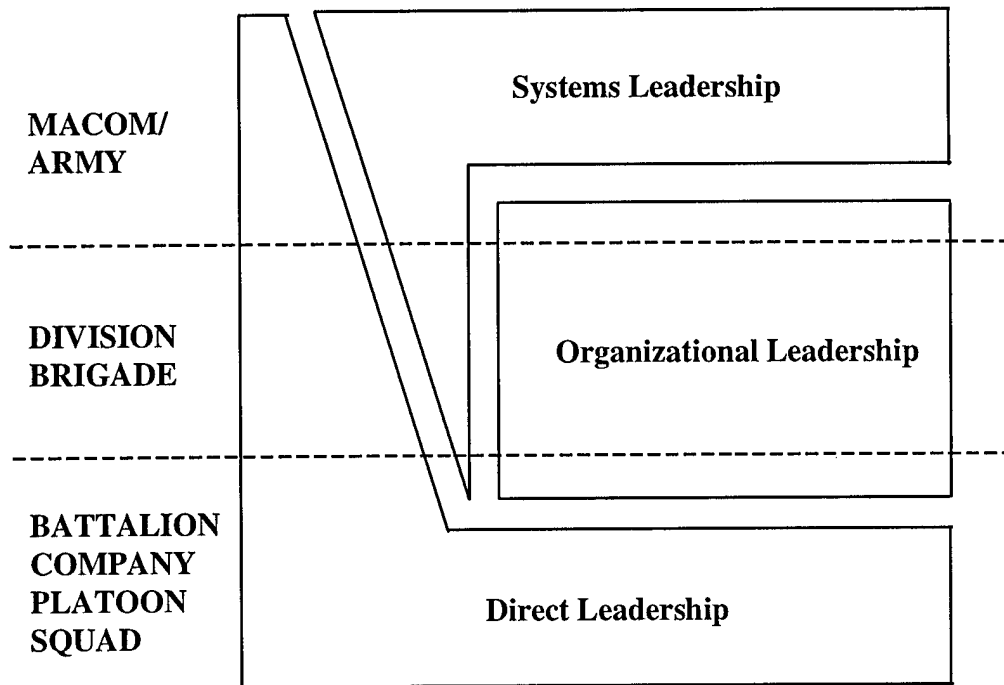 Systems Leadership
MACOM/
ARMY
DIVISION
BRIGADE
Organizational Leadership
BATTALION
COMPANY
PLATOON
SQUAD
Direct Leadership